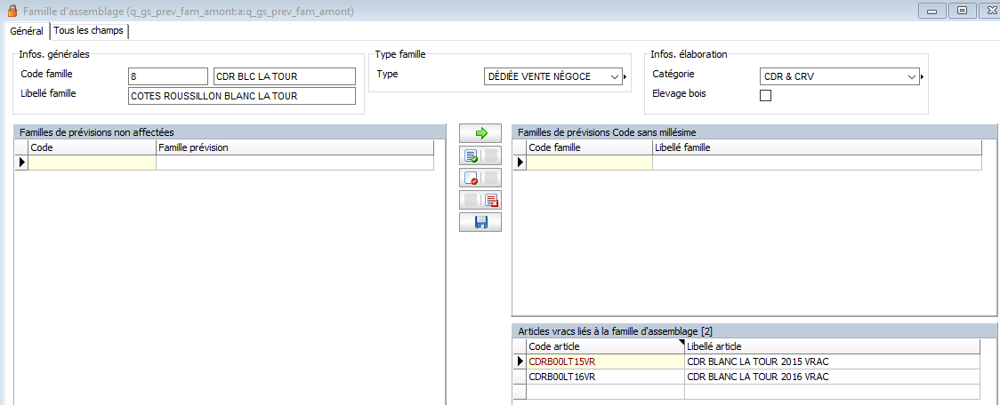 Famille d'assemblage (q_gs_prev_fam_amont:a:q_gs_prev_fam_amont)
Général Tous les champs
Infos. générales
Code famille 8 CDR BLC LA TOUR
Libellé famille COTES ROUSSILLON BLANC LA TOUR
Type famille
Type DÉDIÉE VENTE NÉGOCE
Infos. élaboration
Catégorie CDR & CRV
Elevage bois
Familles de prévisions non affectées
Code Famille prévision
Familles de prévisions Code sans millésime
Code famille Libellé famille
Articles vracs liés à la famille d'assemblage [2]
Code article Libellé article
CDRB00LT15VR CDR BLANC LA TOUR 2015 VRAC
CDRB00LT16VR CDR BLANC LA TOUR 2016 VRAC